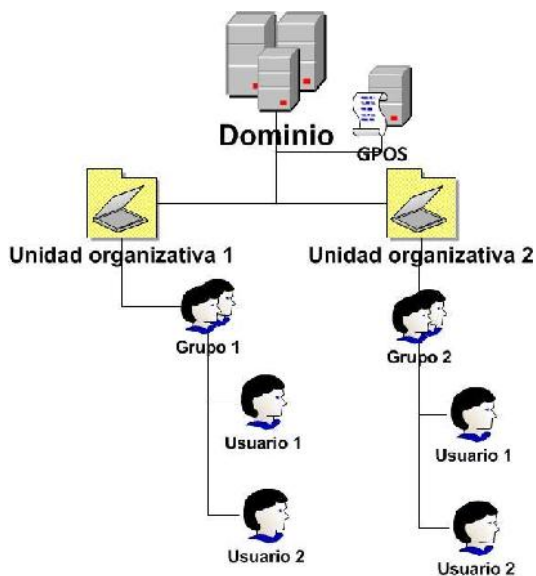 Dominio
GPOS
Unidad organizativa 1
Unidad organizativa 2
Grupo 1
Grupo 2
Usuario 1
Usuario 1
Usuario 2
Usuario 2